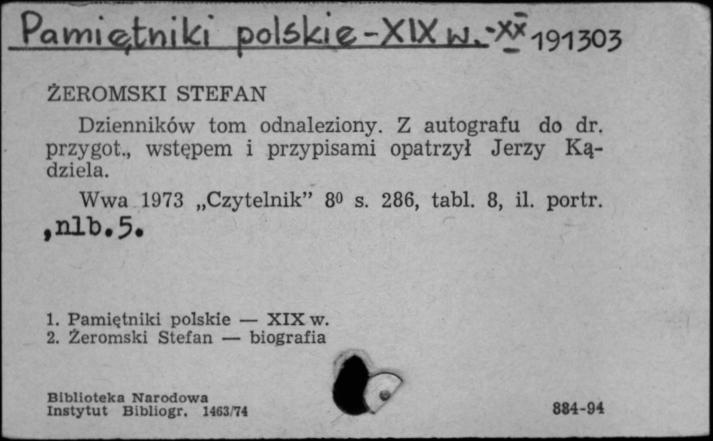 Pamiętniki polskie-XIX w.-XX 191303
ŻEROMSKI STEFAN
Dzienników tom odnaleziony. Z autografu do dr.
przygot., wstępem i przypisami opatrzył Jerzy Ką-
dziela.
Wwa 1973 „Czytelnik” 8⁰ s. 286, tabl. 8, il. portr.
,nlb.5.
1. Pamiętniki polskie — XIX w.
2. Żeromski Stefan — biografia
Biblioteka Narodowa
Instytut Bibliogr. 1463/74
884-94